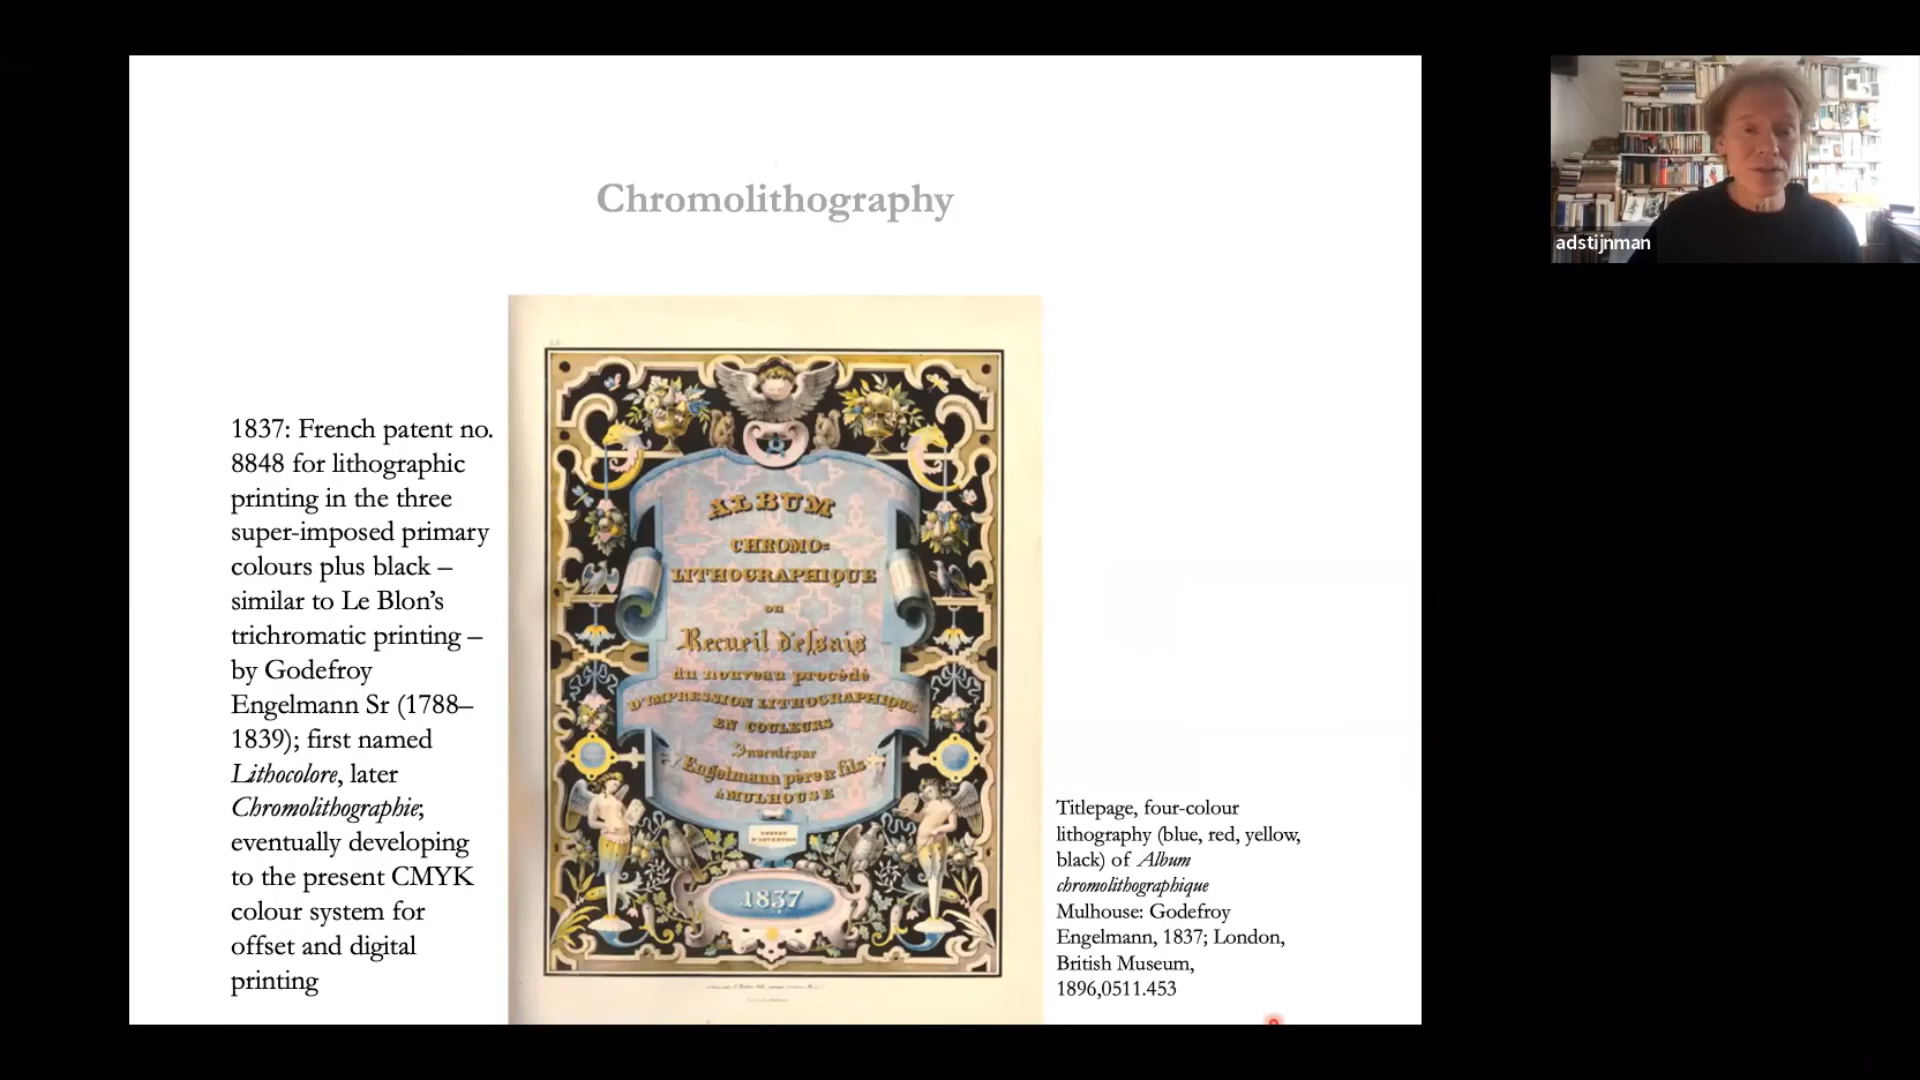 Chromolithography
1837: French patent no.
8848 for lithographic
printing in the three
super-imposed primary
colours plus black –
similar to Le Blon’s
trichromatic printing –
by Godefroy
Engelmann Sr (1788–
1839); first named
Lithocolore, later
Chromolithographie;
eventually developing
to the present CMYK
colour system for
offset and digital
printing
ALBUM
CHROMO=
LITHOGRAPHIQUE
ou
Recueil d'essais
du nouveau procédé
D'IMPRESSION LITHOGRAPHIQUE
EN COULEURS
Inventé par
Engelmann père & fils
à MULHOUSE
BREVET
D'INVENTION
1837
Titlepage, four-colour
lithography (blue, red, yellow,
black) of Album
chromolithographique
Mulhouse: Godefroy
Engelmann, 1837; London,
British Museum,
1896,0511.453
adstijnman